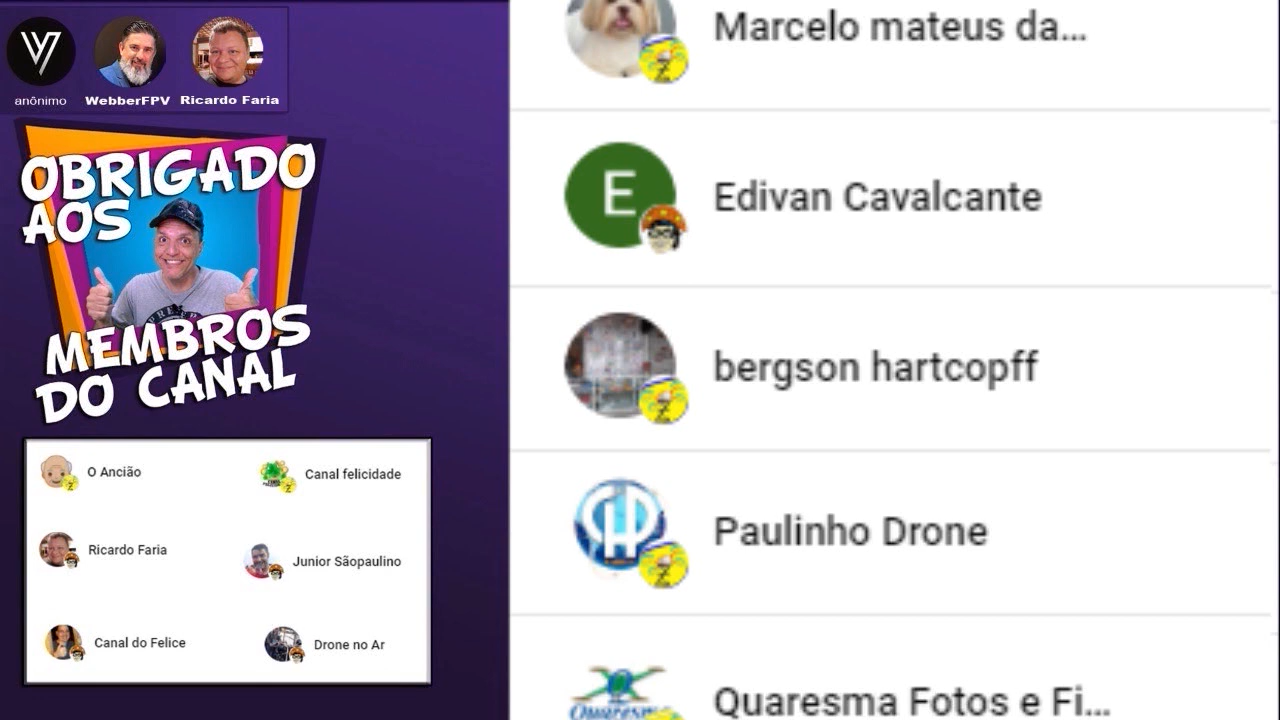 anônimo
WebberFPV
Ricardo Faria
OBRIGADO
AOS
MEMBROS
DO CANAL
O Ancião
Canal felicidade
Ricardo Faria
Junior Sãopaulino
Canal do Felice
Drone no Ar
Marcelo mateus da...
E
Edivan Cavalcante
bergson hartcopff
Paulinho Drone
Quaresma
Quaresma Fotos e Fi...